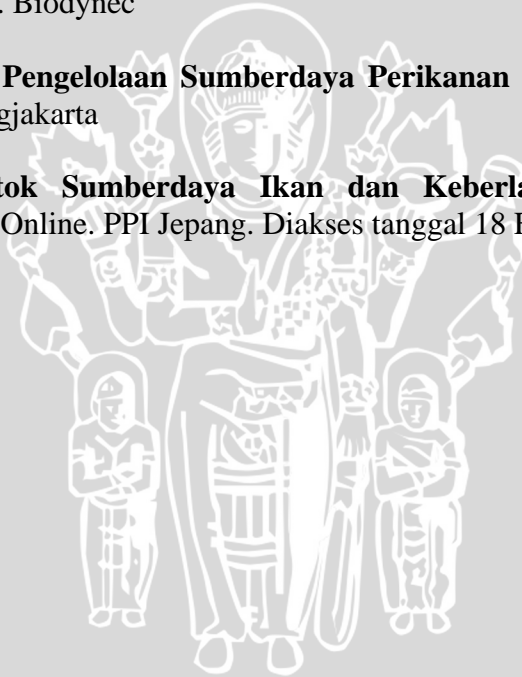 . Biodynec
Pengelolaan Sumberdaya Perikanan
gjakarta
tok Sumberdaya Ikan dan Keberla
Online. PPI Jepang. Diakses tanggal 18